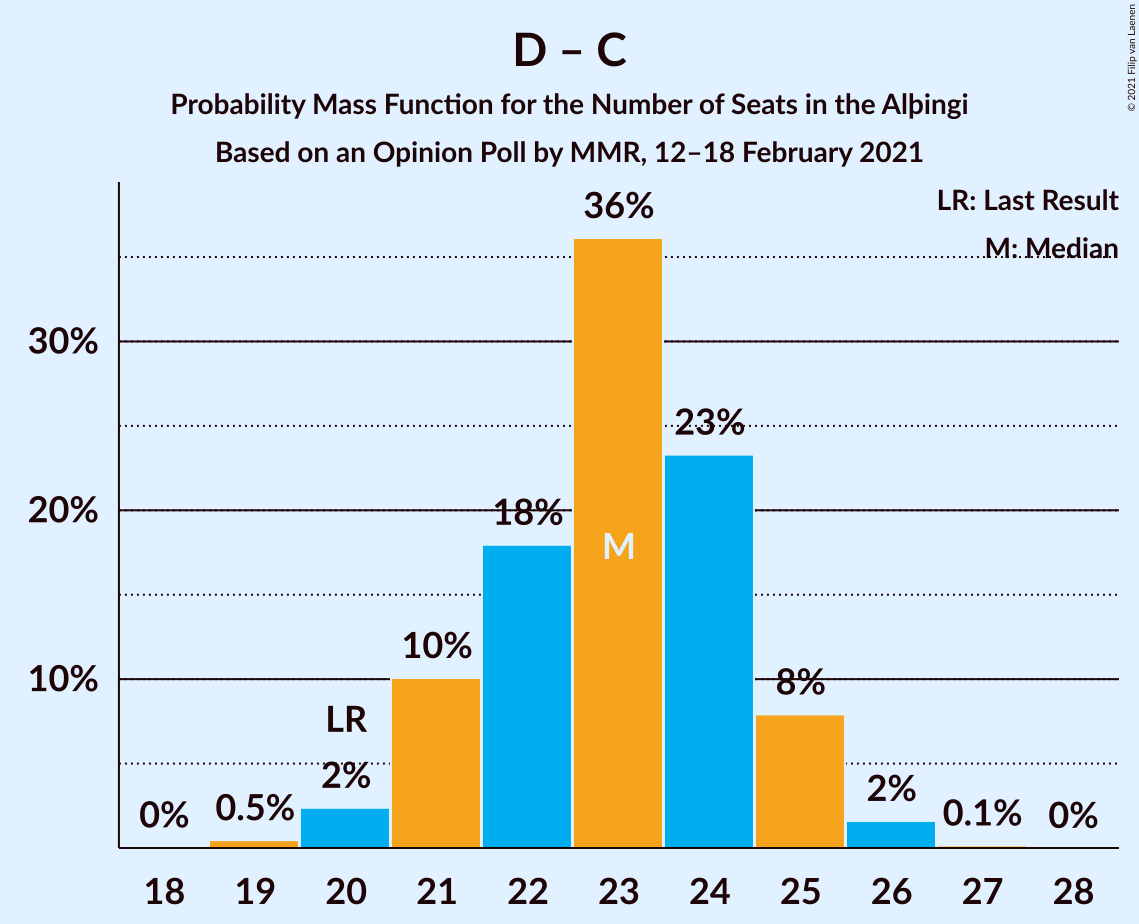 D – C
Probability Mass Function for the Number of Seats in the Alþingi
Based on an Opinion Poll by MMR, 12–18 February 2021
© 2021 Filip van Laenen
LR: Last Result
M: Median
36%
30%
23%
20%
18%
M
10%
10%
8%
LR
2%
2%
0%
0.5%
0.1%
0%
18 19 20 21 22 23 24 25 26 27 28